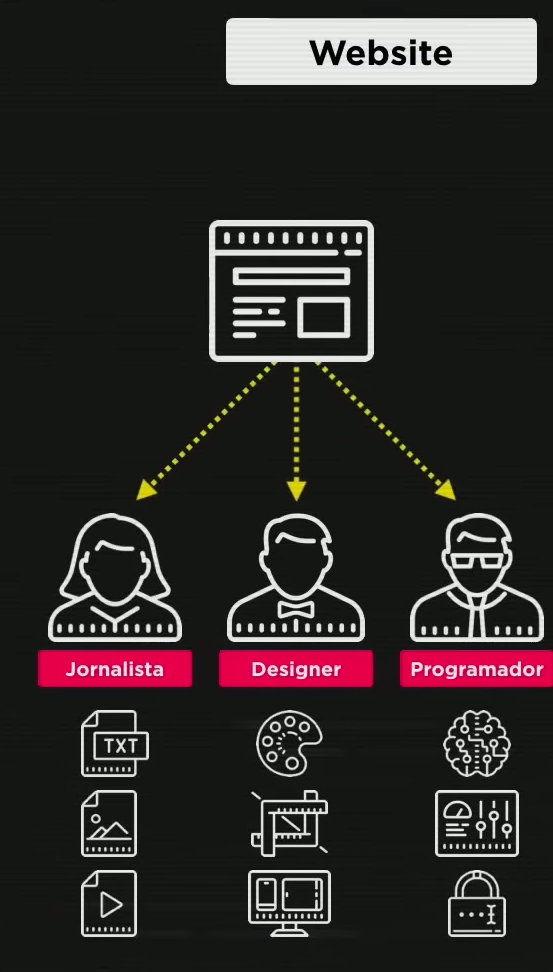 Website
Jornalista
Designer
Programador
TXT